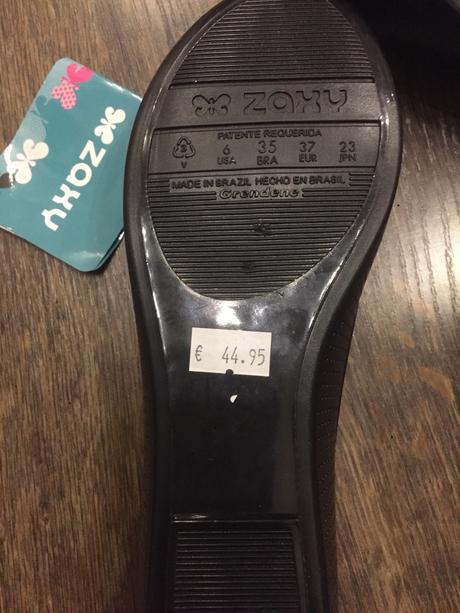 zaxy
PATENTE REQUERIDA
6 35 37 23
V USA BRA EUR JPN
MADE IN BRAZIL HECHO EN BRASIL
Grendene
zaxy
€ 44.95